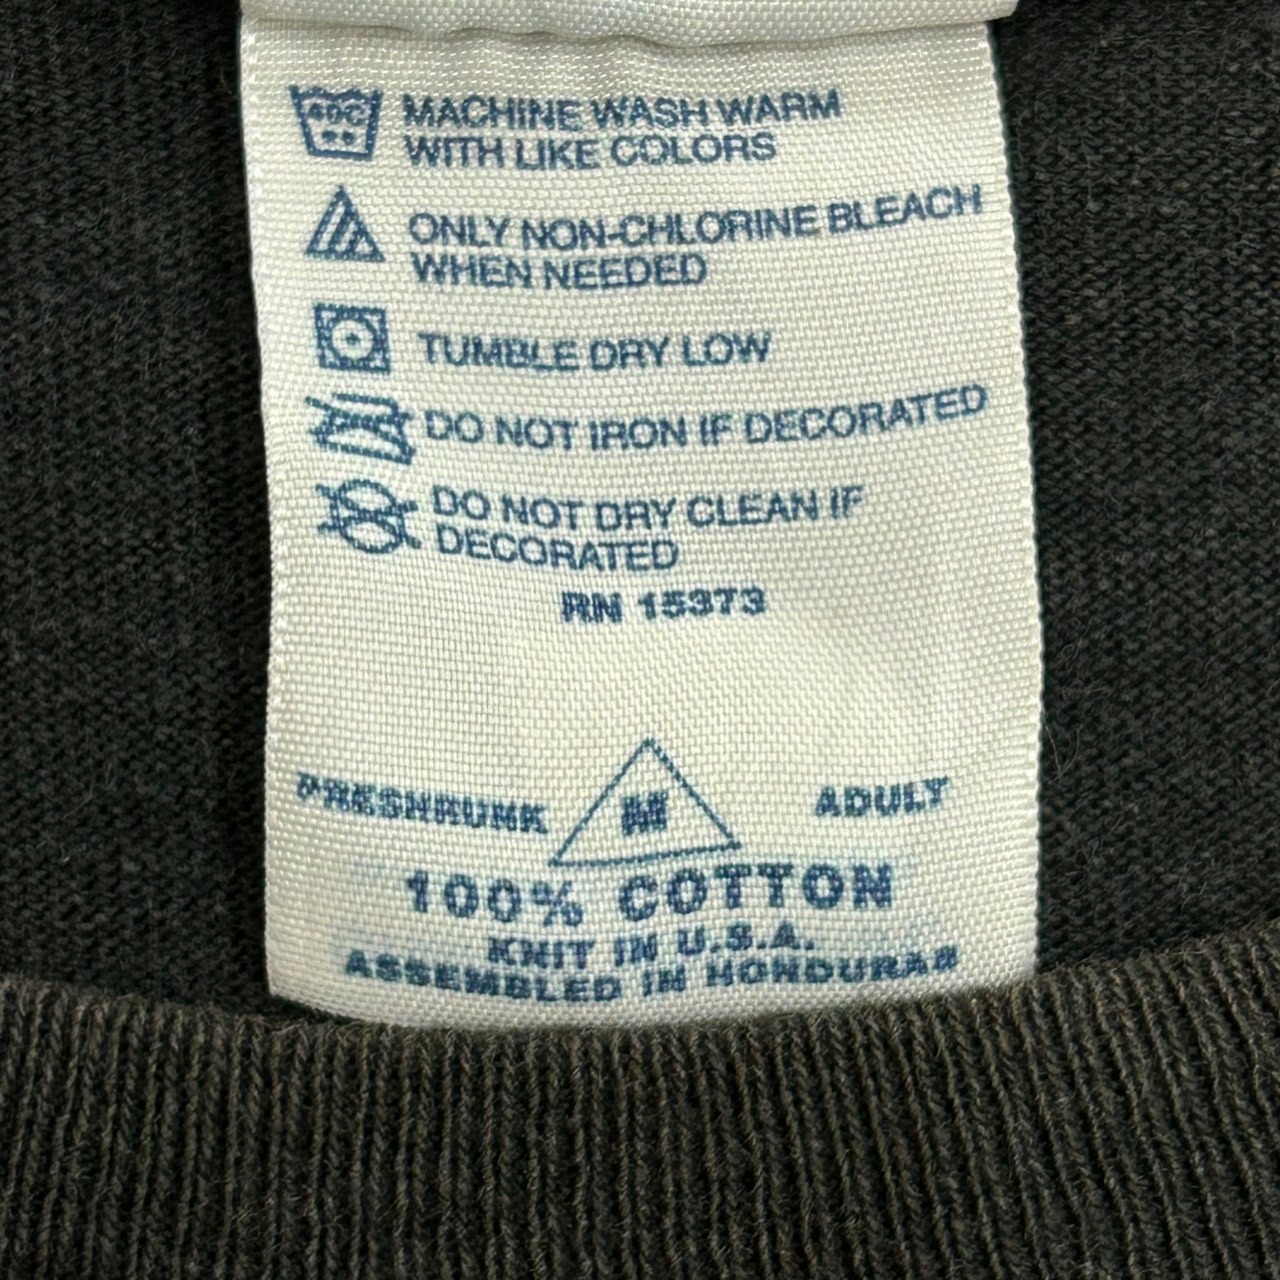 40C
MACHINE WASH WARM
WITH LIKE COLORS
ONLY NON-CHLORINE BLEACH
WHEN NEEDED
TUMBLE DRY LOW
DO NOT IRON IF DECORATED
DO NOT DRY CLEAN IF
DECORATED
RN 15373
PRESHRUNK M ADULT
100% COTTON
KNIT IN U.S.A.
ASSEMBLED IN HONDURAS